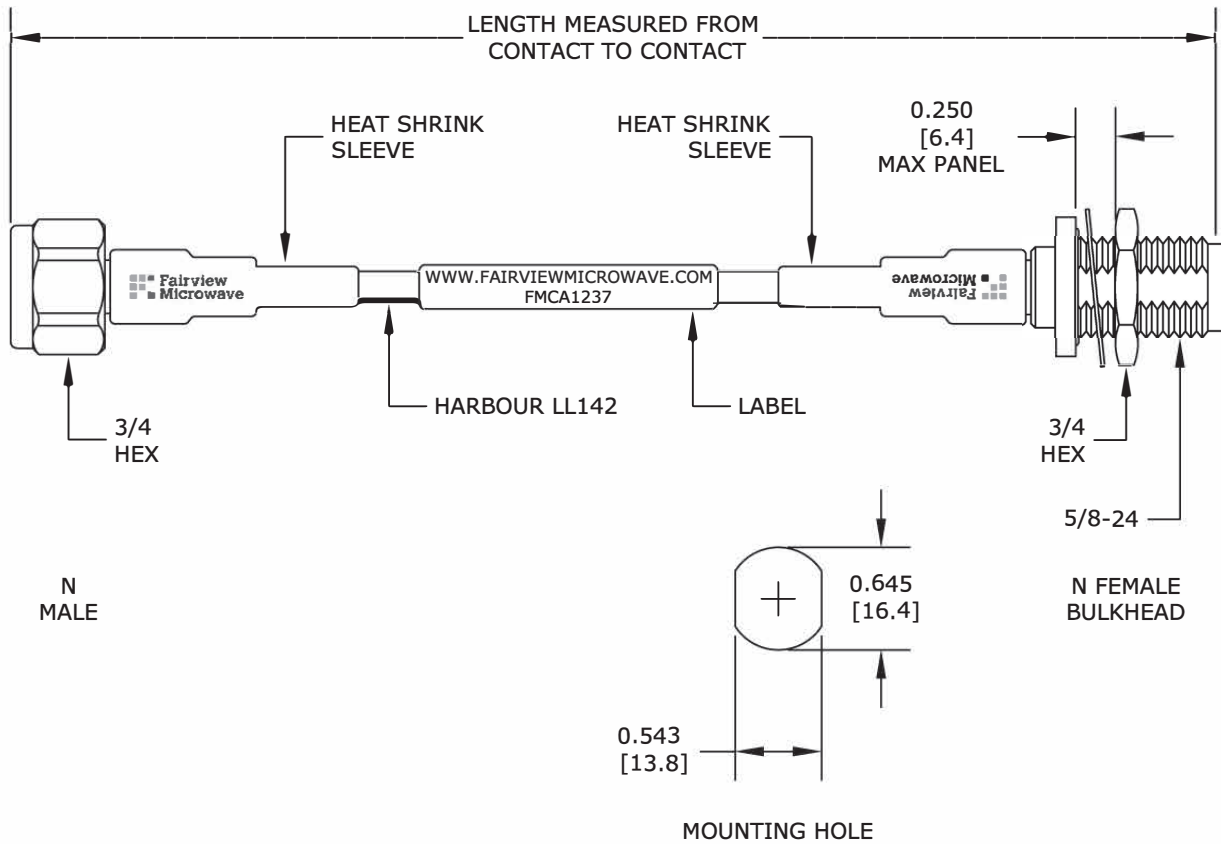 LENGTH MEASURED FROM
CONTACT TO CONTACT
HEAT SHRINK
SLEEVE
HEAT SHRINK
SLEEVE
0.250
[6.4]
MAX PANEL
Fairview
Microwave
WWW.FAIRVIEWMICROWAVE.COM
FMCA1237
Fairview
Microwave
HARBOUR LL142
LABEL
3/4
HEX
3/4
HEX
5/8-24
N
MALE
0.645
[16.4]
N FEMALE
BULKHEAD
0.543
[13.8]
MOUNTING HOLE